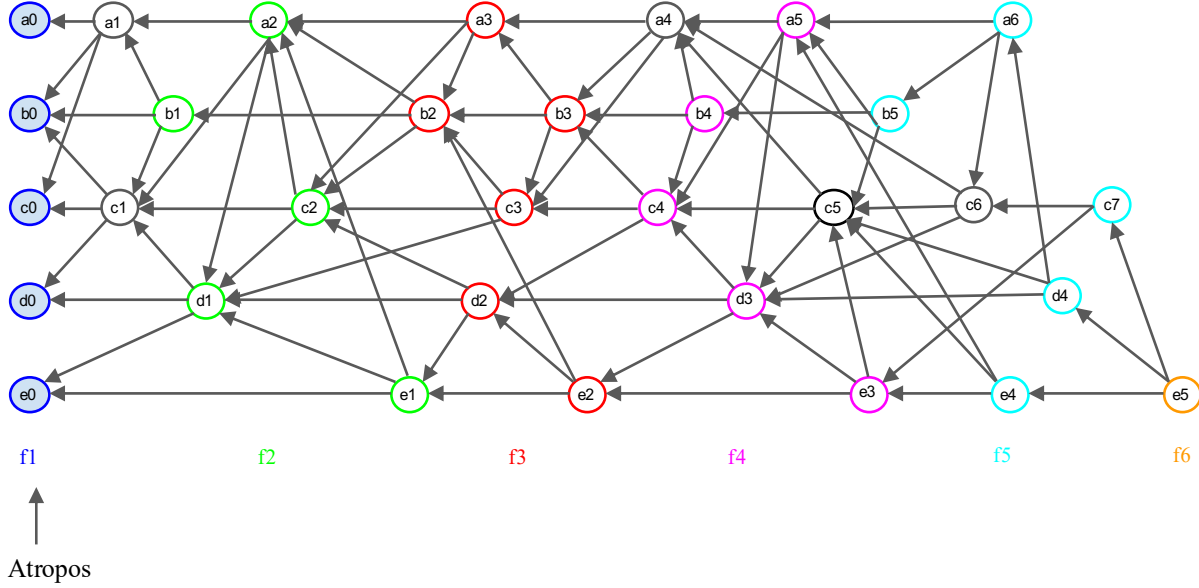 a0 a1 a2 a3 a4 a5 a6
b0 b1 b2 b3 b4 b5
c0 c1 c2 c3 c4 c5 c6 c7
d0 d1 d2 d3 d4
e0 e1 e2 e3 e4 e5
f1 f2 f3 f4 f5 f6
Atropos